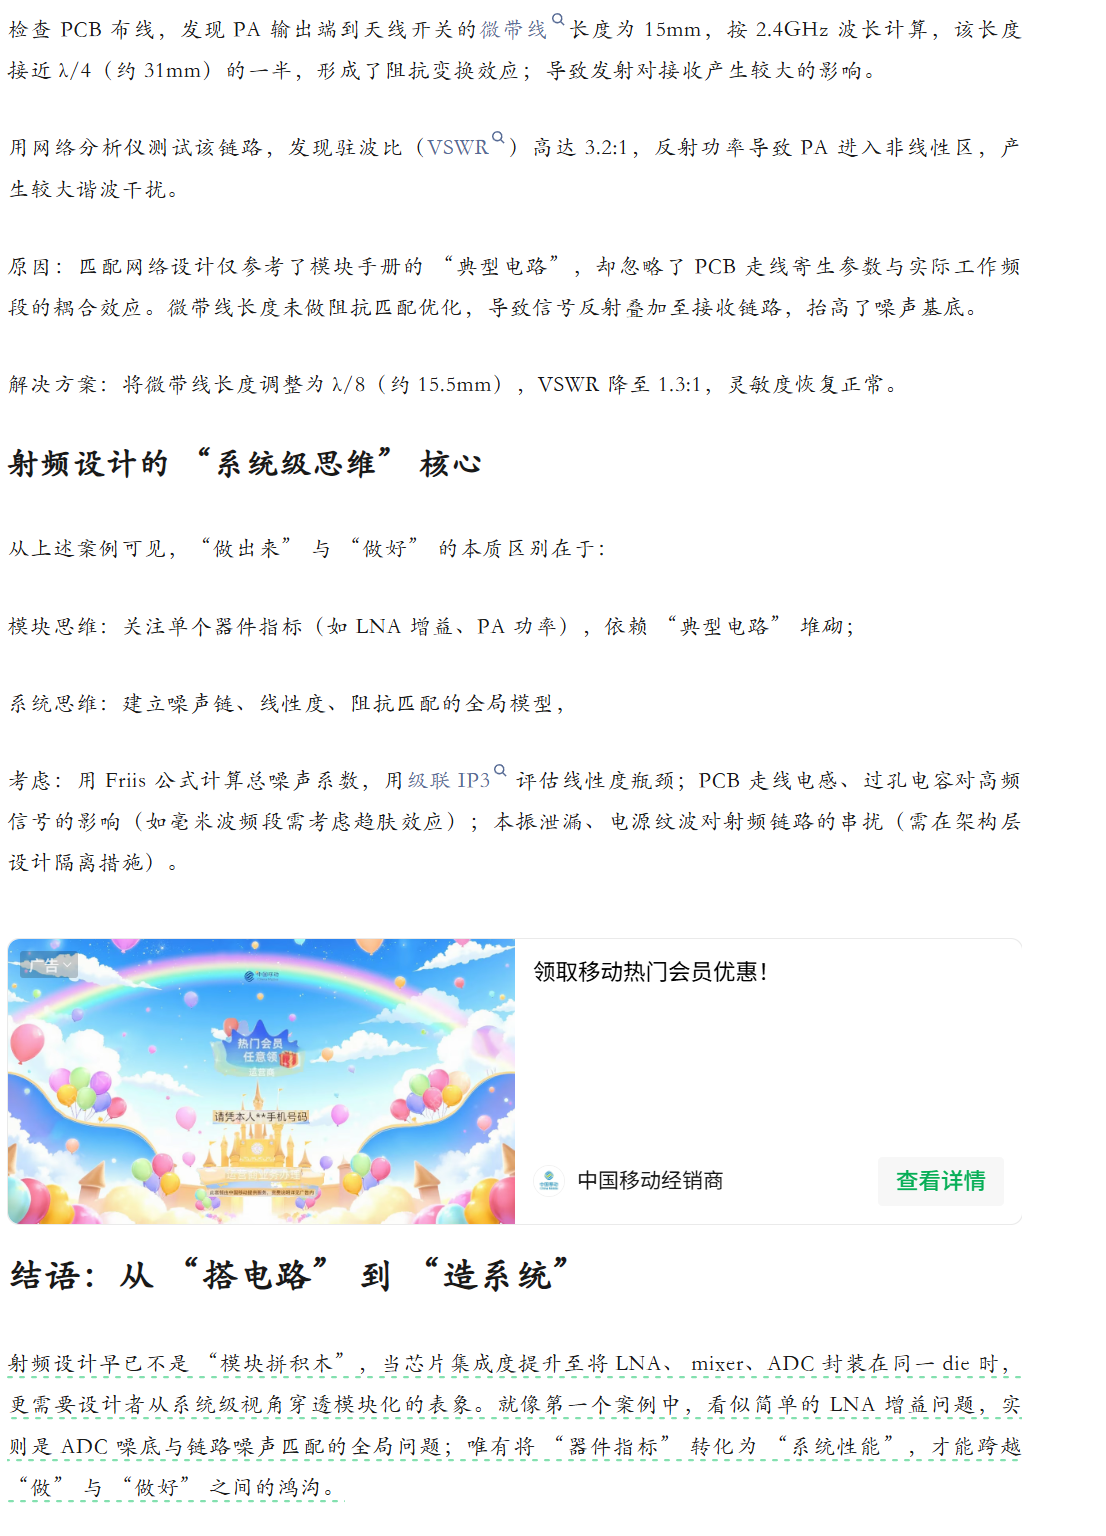 检查 PCB 布线，发现 PA 输出端到天线开关的微带线长度为 15mm，按 2.4GHz 波长计算，该长度
接近 λ/4（约 31mm）的一半，形成了阻抗变换效应；导致发射对接收产生较大的影响。
用网络分析仪测试该链路，发现驻波比（VSWR）高达 3.2:1，反射功率导致 PA 进入非线性区，产
生较大谐波干扰。
原因：匹配网络设计仅参考了模块手册的 “典型电路” ，却忽略了 PCB 走线寄生参数与实际工作频
段的耦合效应。微带线长度未做阻抗匹配优化，导致信号反射叠加至接收链路，抬高了噪声基底。
解决方案：将微带线长度调整为 λ/8（约 15.5mm），VSWR 降至 1.3:1，灵敏度恢复正常。
射频设计的 “系统级思维” 核心
从上述案例可见，“做出来” 与 “做好” 的本质区别在于：
模块思维：关注单个器件指标（如 LNA 增益、PA 功率），依赖 “典型电路” 堆砌；
系统思维：建立噪声链、线性度、阻抗匹配的全局模型，
考虑：用 Friis 公式计算总噪声系数，用级联 IP3 评估线性度瓶颈；PCB 走线电感、过孔电容对高频
信号的影响（如毫米波频段需考虑趋肤效应）；本振泄漏、电源纹波对射频链路的串扰（需在架构层
设计隔离措施）。
广告
中国移动
热门会员
任意领
请凭本人**手机号码
领取移动热门会员优惠！
中国移动经销商
查看详情
结语：从 “搭电路” 到 “造系统”
射频设计早已不是 “模块拼积木” ，当芯片集成度提升至将 LNA、 mixer、ADC 封装在同一 die 时，
更需要设计者从系统级视角穿透模块化的表象。就像第一个案例中，看似简单的 LNA 增益问题，实
则是 ADC 噪底与链路噪声匹配的全局问题；唯有将 “器件指标” 转化为 “系统性能” ，才能跨越
“做” 与 “做好” 之间的鸿沟。